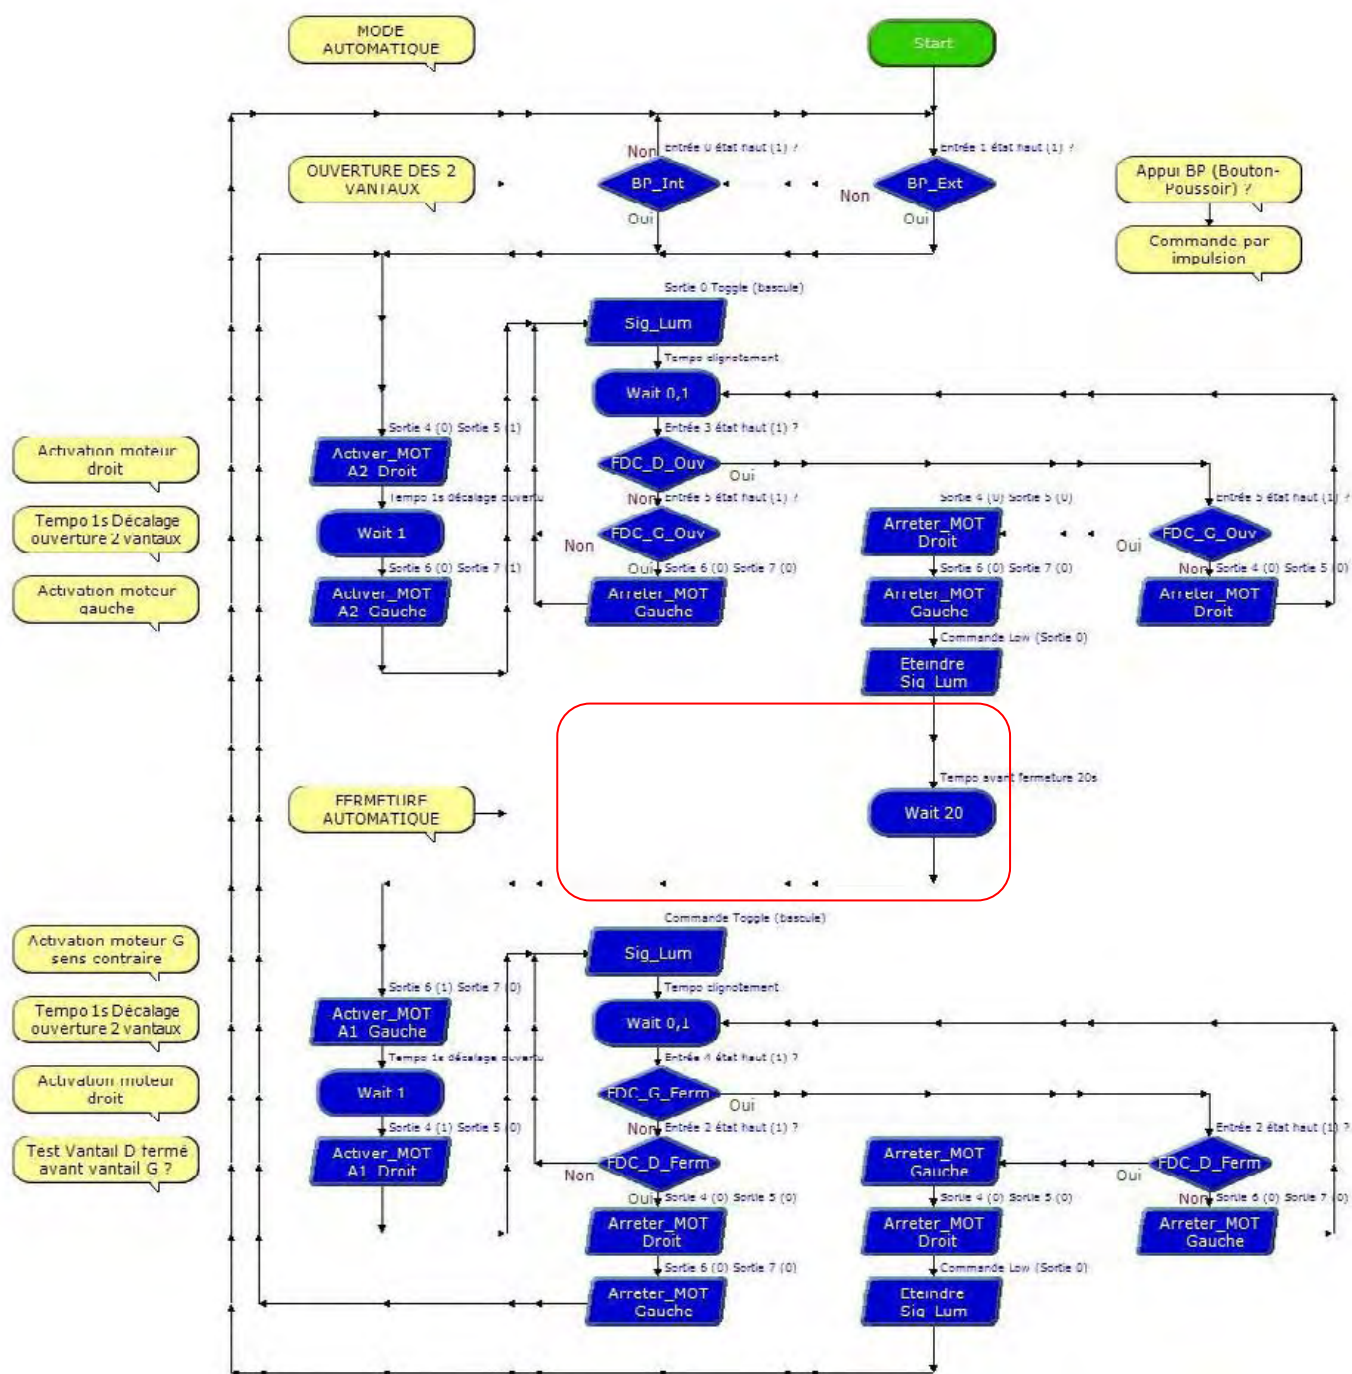 MODE
AUTOMATIQUE
Start
Non
Entrée 0 état haut (1) ?
Entrée 1 état haut (1) ?
OUVERTURE DES 2
VANTAUX
BP_Int
Non
BP_Ext
Appui BP (Bouton-
Poussoir) ?
Oui
Oui
Commande par
impulsion
Sortie 0 Toggle (bascule)
Sig_Lum
Tempo clignotement
Wait 0,1
Sortie 4 (0) Sortie 5 (1)
Entrée 3 état haut (1) ?
Activation moteur
droit
Activer_MOT
A2_Droit
FDC_D_Ouv
Oui
Tempo 1s décalage ouvertu
Non
Entrée 5 état haut (1) ?
Sortie 4 (0) Sortie 5 (0)
Entrée 5 état haut (1) ?
Tempo 1s Décalage
ouverture 2 vantaux
Wait 1
Non
FDC_G_Ouv
Arreter_MOT
Droit
Oui
FDC_G_Ouv
Sortie 6 (0) Sortie 7 (1)
Oui
Sortie 6 (0) Sortie 7 (0)
Sortie 6 (0) Sortie 7 (0)
Non
Sortie 4 (0) Sortie 5 (0)
Activation moteur
gauche
Activer_MOT
A2_Gauche
Arreter_MOT
Gauche
Arreter_MOT
Gauche
Arreter_MOT
Droit
Commande Low (Sortie 0)
Eteindre
Sig_Lum
Tempo avant fermeture 20s
FERMETURE
AUTOMATIQUE
Wait 20
Commande Toggle (bascule)
Activation moteur G
sens contraire
Sig_Lum
Sortie 6 (1) Sortie 7 (0)
Tempo clignotement
Tempo 1s Décalage
ouverture 2 vantaux
Activer_MOT
A1_Gauche
Wait 0,1
Tempo 1s décalage ouvertu
Entrée 4 état haut (1) ?
Activation moteur
droit
Wait 1
FDC_G_Ferm
Oui
Sortie 4 (1) Sortie 5 (0)
Non
Entrée 2 état haut (1) ?
Entrée 2 état haut (1) ?
Test Vantail D fermé
avant vantail G ?
Activer_MOT
A1_Droit
Non
FDC_D_Ferm
Arreter_MOT
Gauche
Oui
FDC_D_Ferm
Oui
Sortie 4 (0) Sortie 5 (0)
Sortie 4 (0) Sortie 5 (0)
Non
Sortie 6 (0) Sortie 7 (0)
Arreter_MOT
Droit
Arreter_MOT
Droit
Arreter_MOT
Gauche
Sortie 6 (0) Sortie 7 (0)
Commande Low (Sortie 0)
Arreter_MOT
Gauche
Eteindre
Sig_Lum